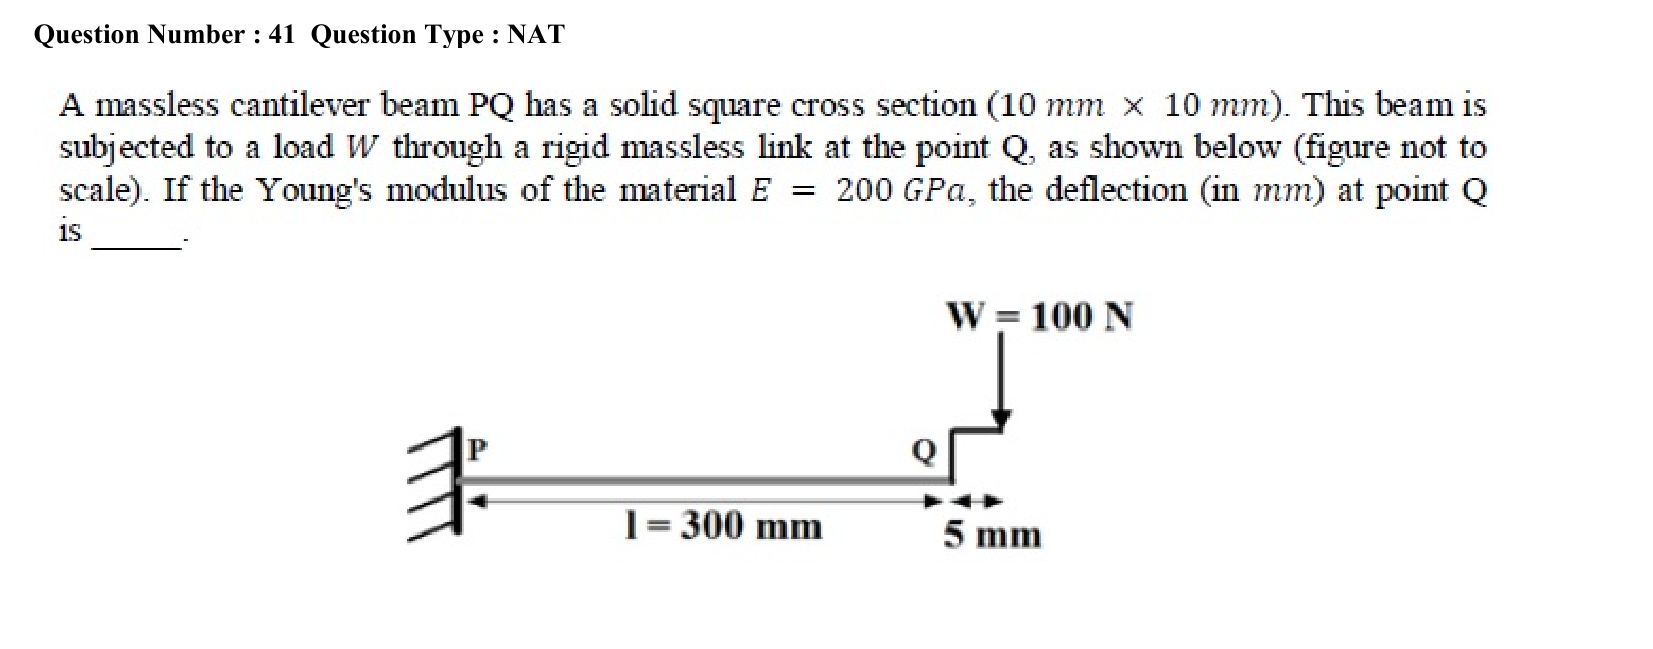 Question Number : 41 Question Type : NAT
A massless cantilever beam PQ has a solid square cross section (10 mm × 10 mm). This beam is
subjected to a load W through a rigid massless link at the point Q, as shown below (figure not to
scale). If the Young's modulus of the material E = 200 GPa, the deflection (in mm) at point Q
is _____.
W = 100 N
P
Q
l = 300 mm
5 mm